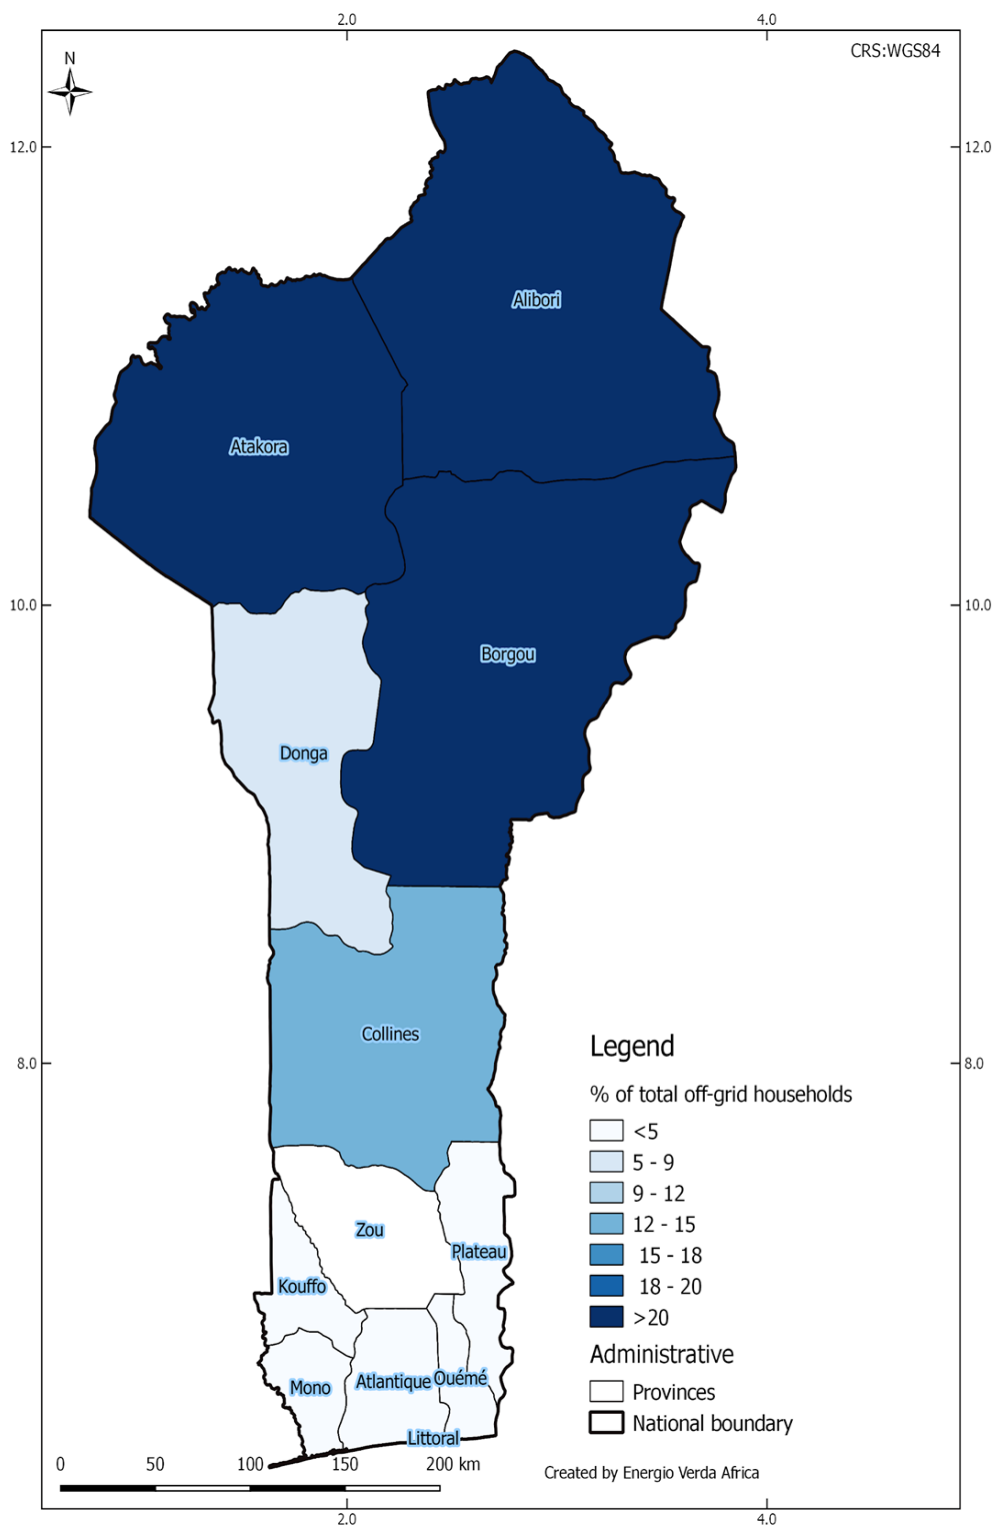 2.0
4.0
CRS:WGS84
N
12.0
12.0
Alibori
Atakora
10.0
10.0
Borgou
Donga
Collines
8.0
8.0
Legend
% of total off-grid households
<5
5 - 9
9 - 12
12 - 15
15 - 18
18 - 20
>20
Administrative
Provinces
National boundary
Zou
Plateau
Kouffo
Mono
Atlantique
Ouémé
Littoral
0 50 100 150 200 km
Created by Energio Verda Africa
2.0
4.0